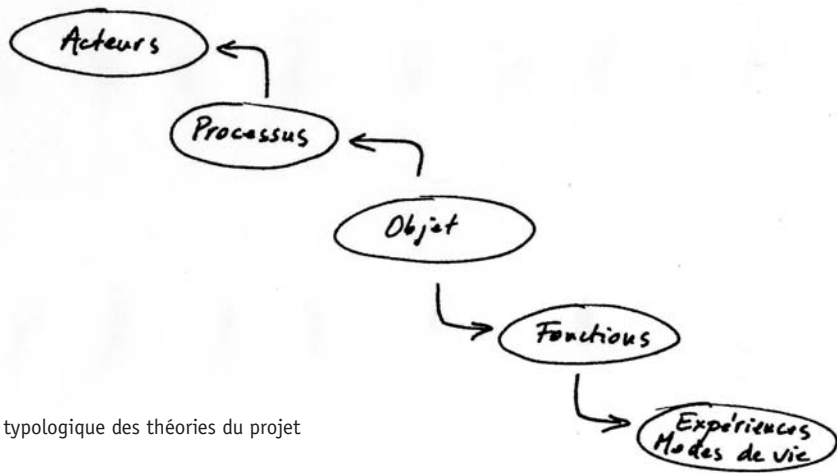 Acteurs
Processus
Objet
Fonctions
Expériences
Modes de vie
typologique des théories du projet